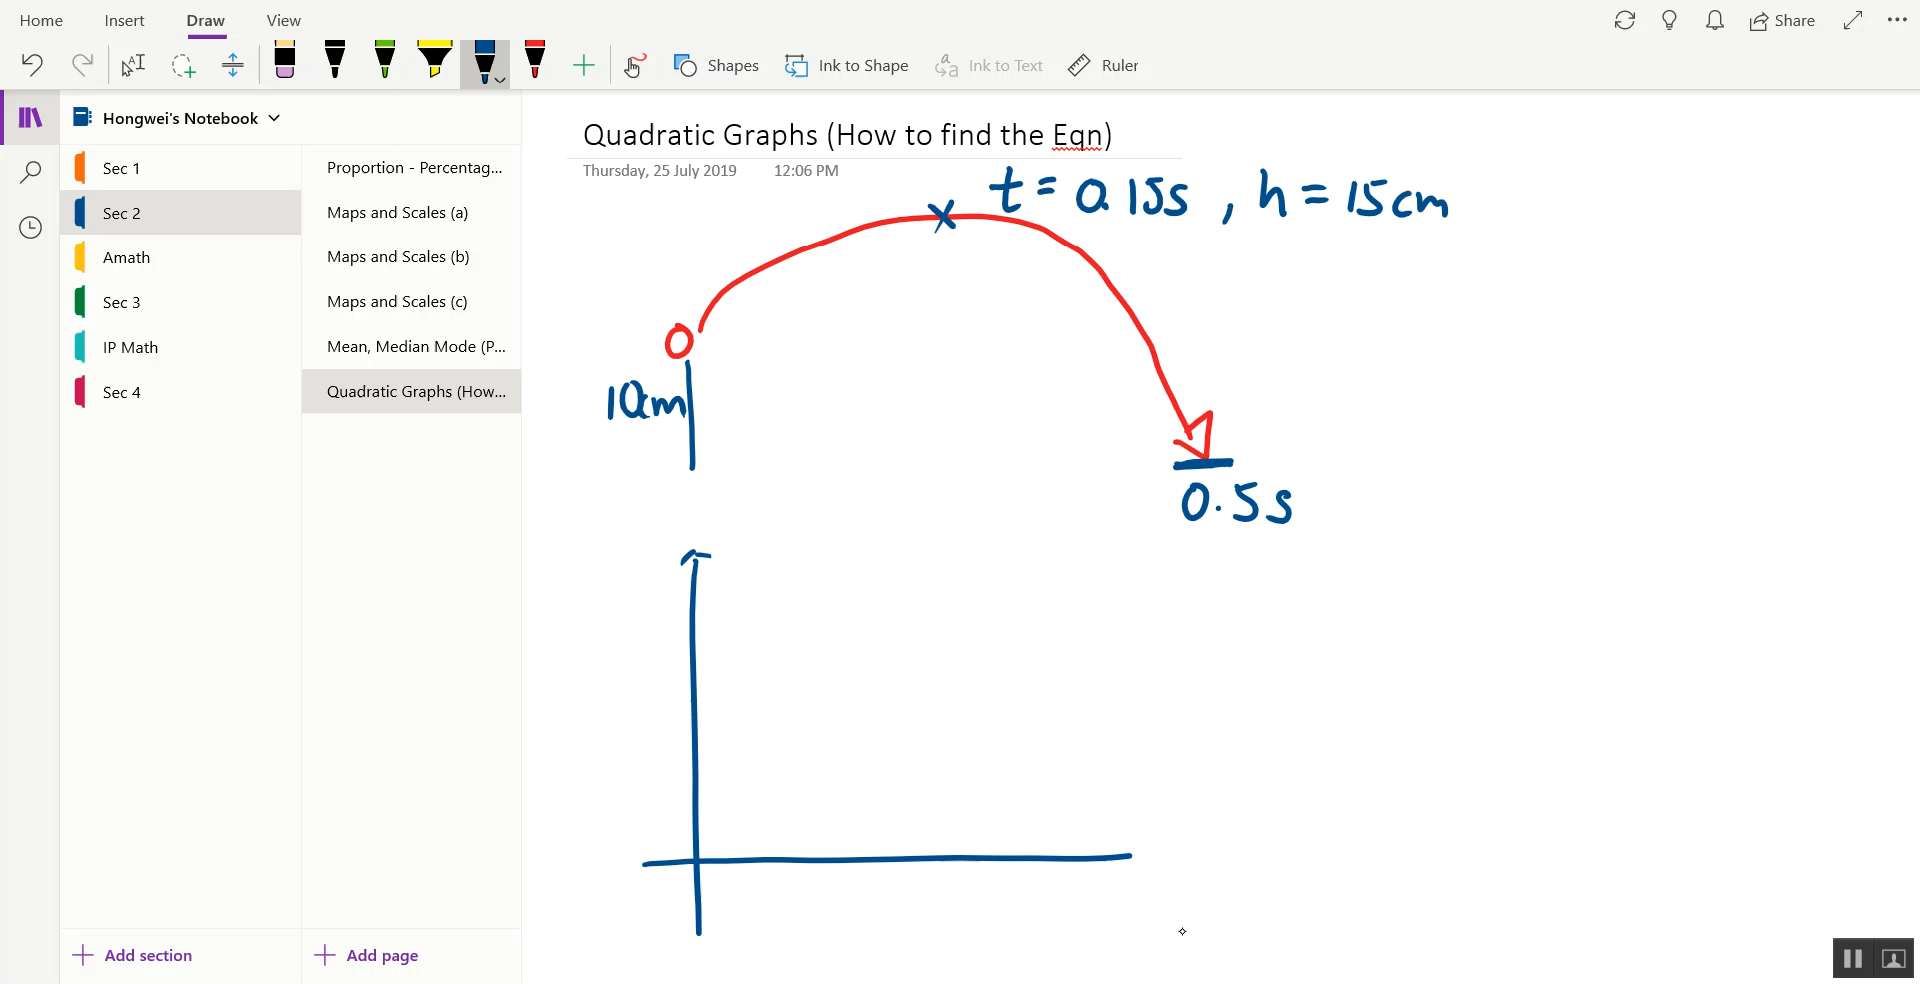 Home Insert Draw View Share
Shapes Ink to Shape Ink to Text Ruler
Hongwei's Notebook
Sec 1
Sec 2
Amath
Sec 3
IP Math
Sec 4
Add section
Proportion - Percentag...
Maps and Scales (a)
Maps and Scales (b)
Maps and Scales (c)
Mean, Median Mode (P...
Quadratic Graphs (How...
Add page
Quadratic Graphs (How to find the Eqn)
Thursday, 25 July 2019 12:06 PM
t = 0.15s , h = 15cm
10cm
0.5s